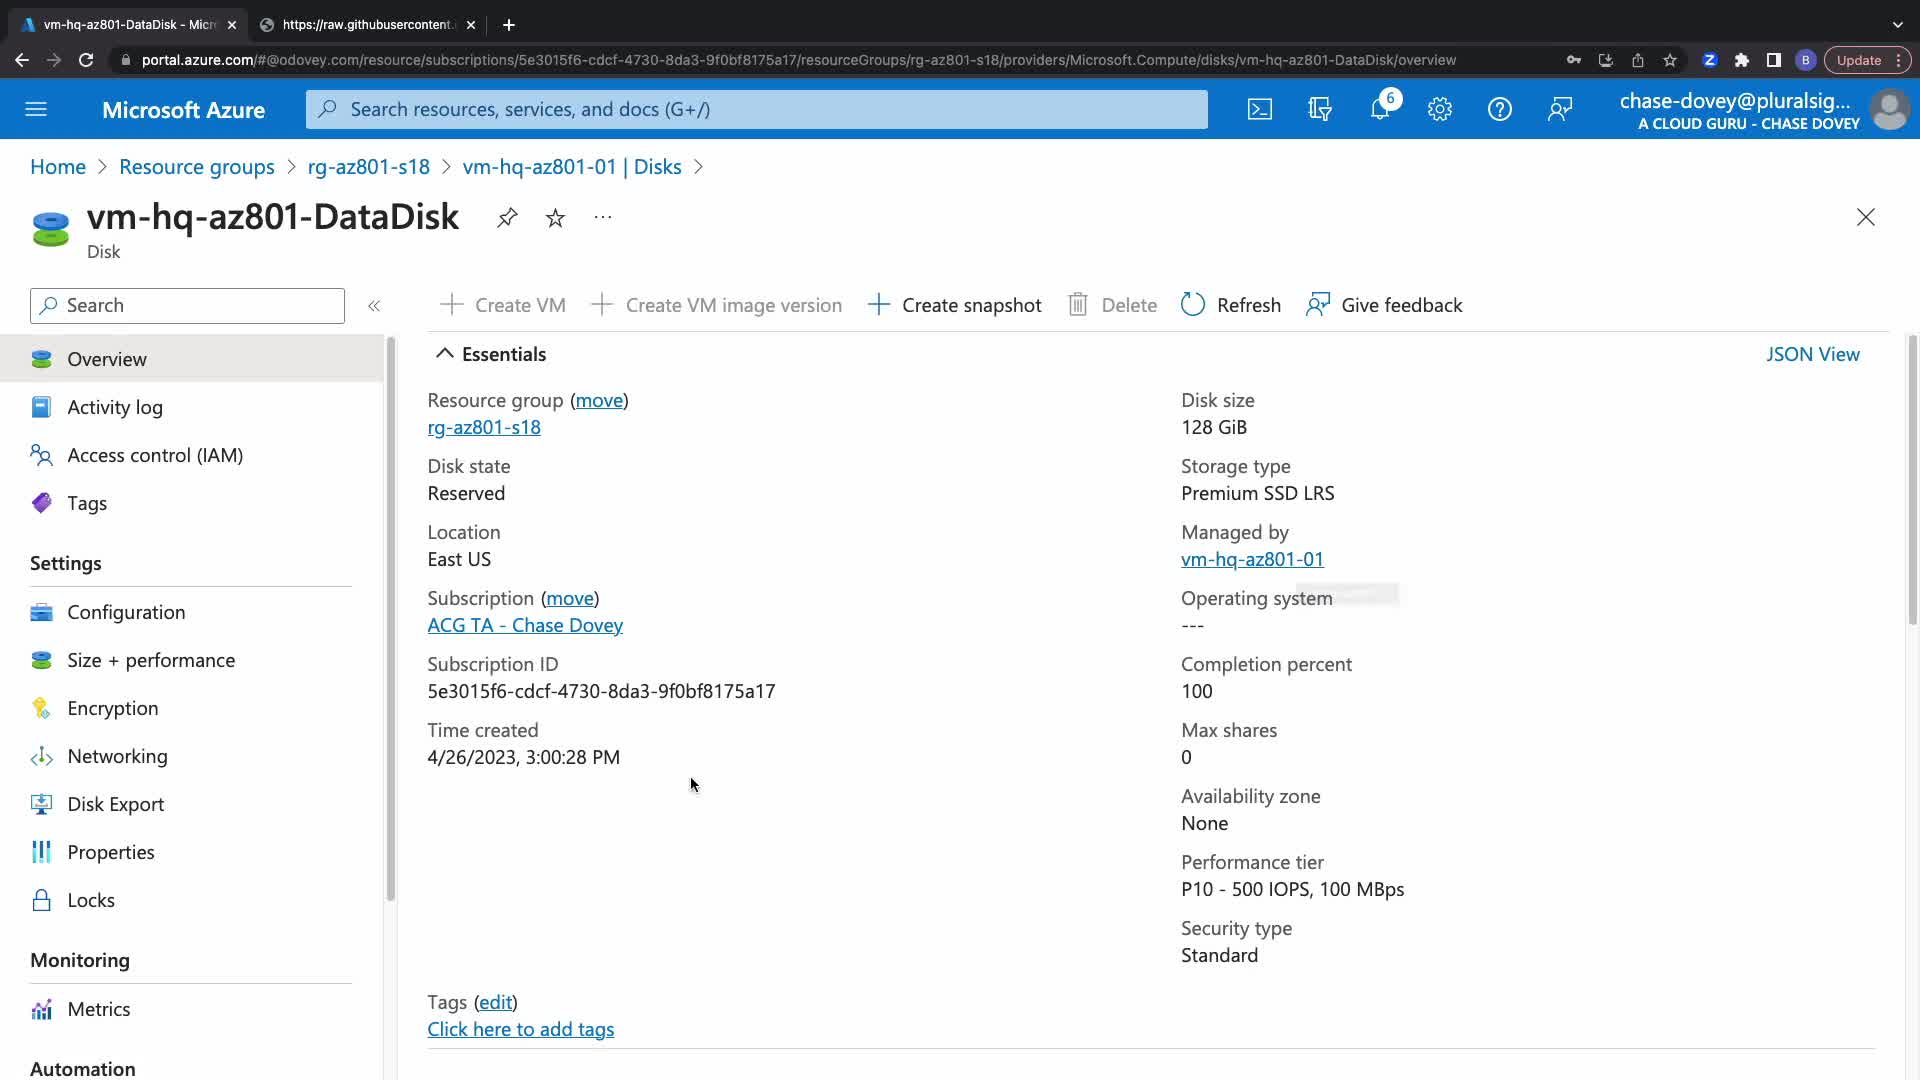 vm-hq-az801-DataDisk - Micr
https://raw.githubusercontent.
portal.azure.com/#@odovey.com/resource/subscriptions/5e3015f6-cdcf-4730-8da3-9f0bf8175a17/resourceGroups/rg-az801-s18/providers/Microsoft.Compute/disks/vm-hq-az801-DataDisk/overview
Z
B
Update
Microsoft Azure
Search resources, services, and docs (G+/)
6
chase-dovey@pluralsig...
A CLOUD GURU - CHASE DOVEY
Home > Resource groups > rg-az801-s18 > vm-hq-az801-01 | Disks >
vm-hq-az801-DataDisk
Disk
Search
Create VM
Create VM image version
Create snapshot
Delete
Refresh
Give feedback
Overview
Activity log
Access control (IAM)
Tags
Settings
Configuration
Size + performance
Encryption
Networking
Disk Export
Properties
Locks
Monitoring
Metrics
Automation
Essentials
JSON View
Resource group (move)
rg-az801-s18
Disk state
Reserved
Location
East US
Subscription (move)
ACG TA - Chase Dovey
Subscription ID
5e3015f6-cdcf-4730-8da3-9f0bf8175a17
Time created
4/26/2023, 3:00:28 PM
Disk size
128 GiB
Storage type
Premium SSD LRS
Managed by
vm-hq-az801-01
Operating system
---
Completion percent
100
Max shares
0
Availability zone
None
Performance tier
P10 - 500 IOPS, 100 MBps
Security type
Standard
Tags (edit)
Click here to add tags